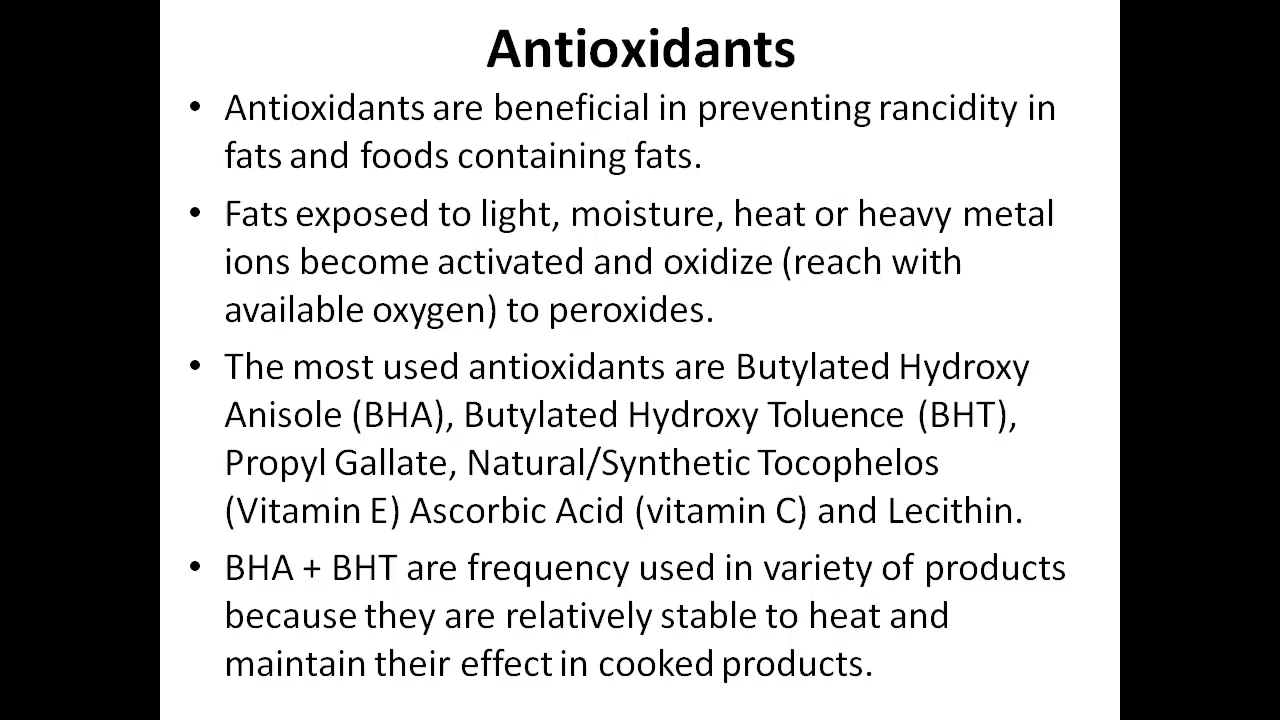 Antioxidants
• Antioxidants are beneficial in preventing rancidity in
fats and foods containing fats.
• Fats exposed to light, moisture, heat or heavy metal
ions become activated and oxidize (reach with
available oxygen) to peroxides.
• The most used antioxidants are Butylated Hydroxy
Anisole (BHA), Butylated Hydroxy Toluence (BHT),
Propyl Gallate, Natural/Synthetic Tocophelos
(Vitamin E) Ascorbic Acid (vitamin C) and Lecithin.
• BHA + BHT are frequency used in variety of products
because they are relatively stable to heat and
maintain their effect in cooked products.